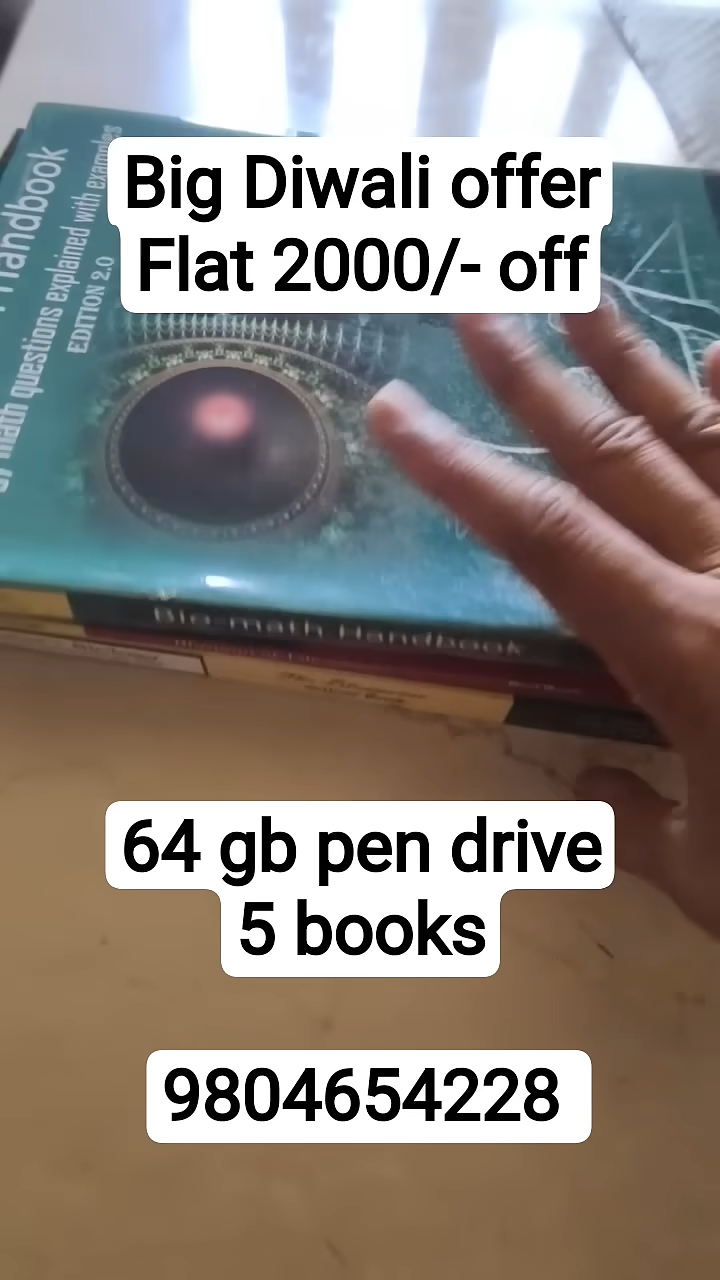 Big Diwali offer
Flat 2000/- off
Handbook
math questions explained with examples
EDITION 2.0
Bio-math Handbook
64 gb pen drive
5 books
9804654228